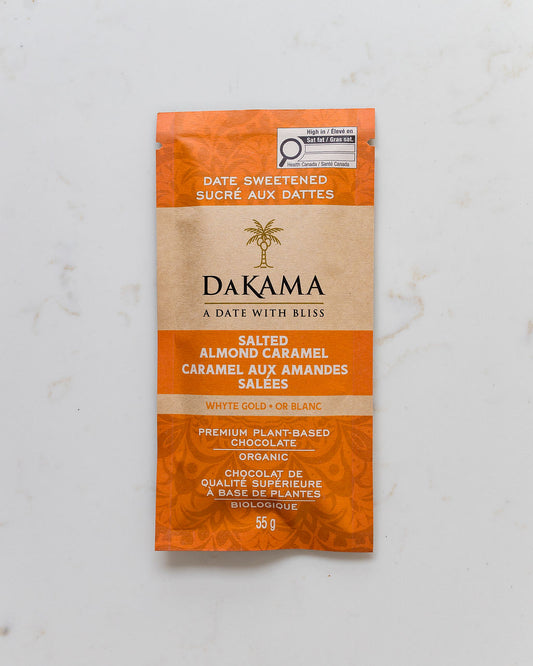 High in / Élevé en
Sat fat / Gras sat.
Health Canada / Santé Canada
DATE SWEETENED
SUCRÉ AUX DATTES
DAKAMA
A DATE WITH BLISS
SALTED
ALMOND CARAMEL
CARAMEL AUX AMANDES
SALÉES
WHYTE GOLD • OR BLANC
PREMIUM PLANT-BASED
CHOCOLATE
ORGANIC
CHOCOLAT DE
QUALITÉ SUPÉRIEURE
À BASE DE PLANTES
BIOLOGIQUE
55 g